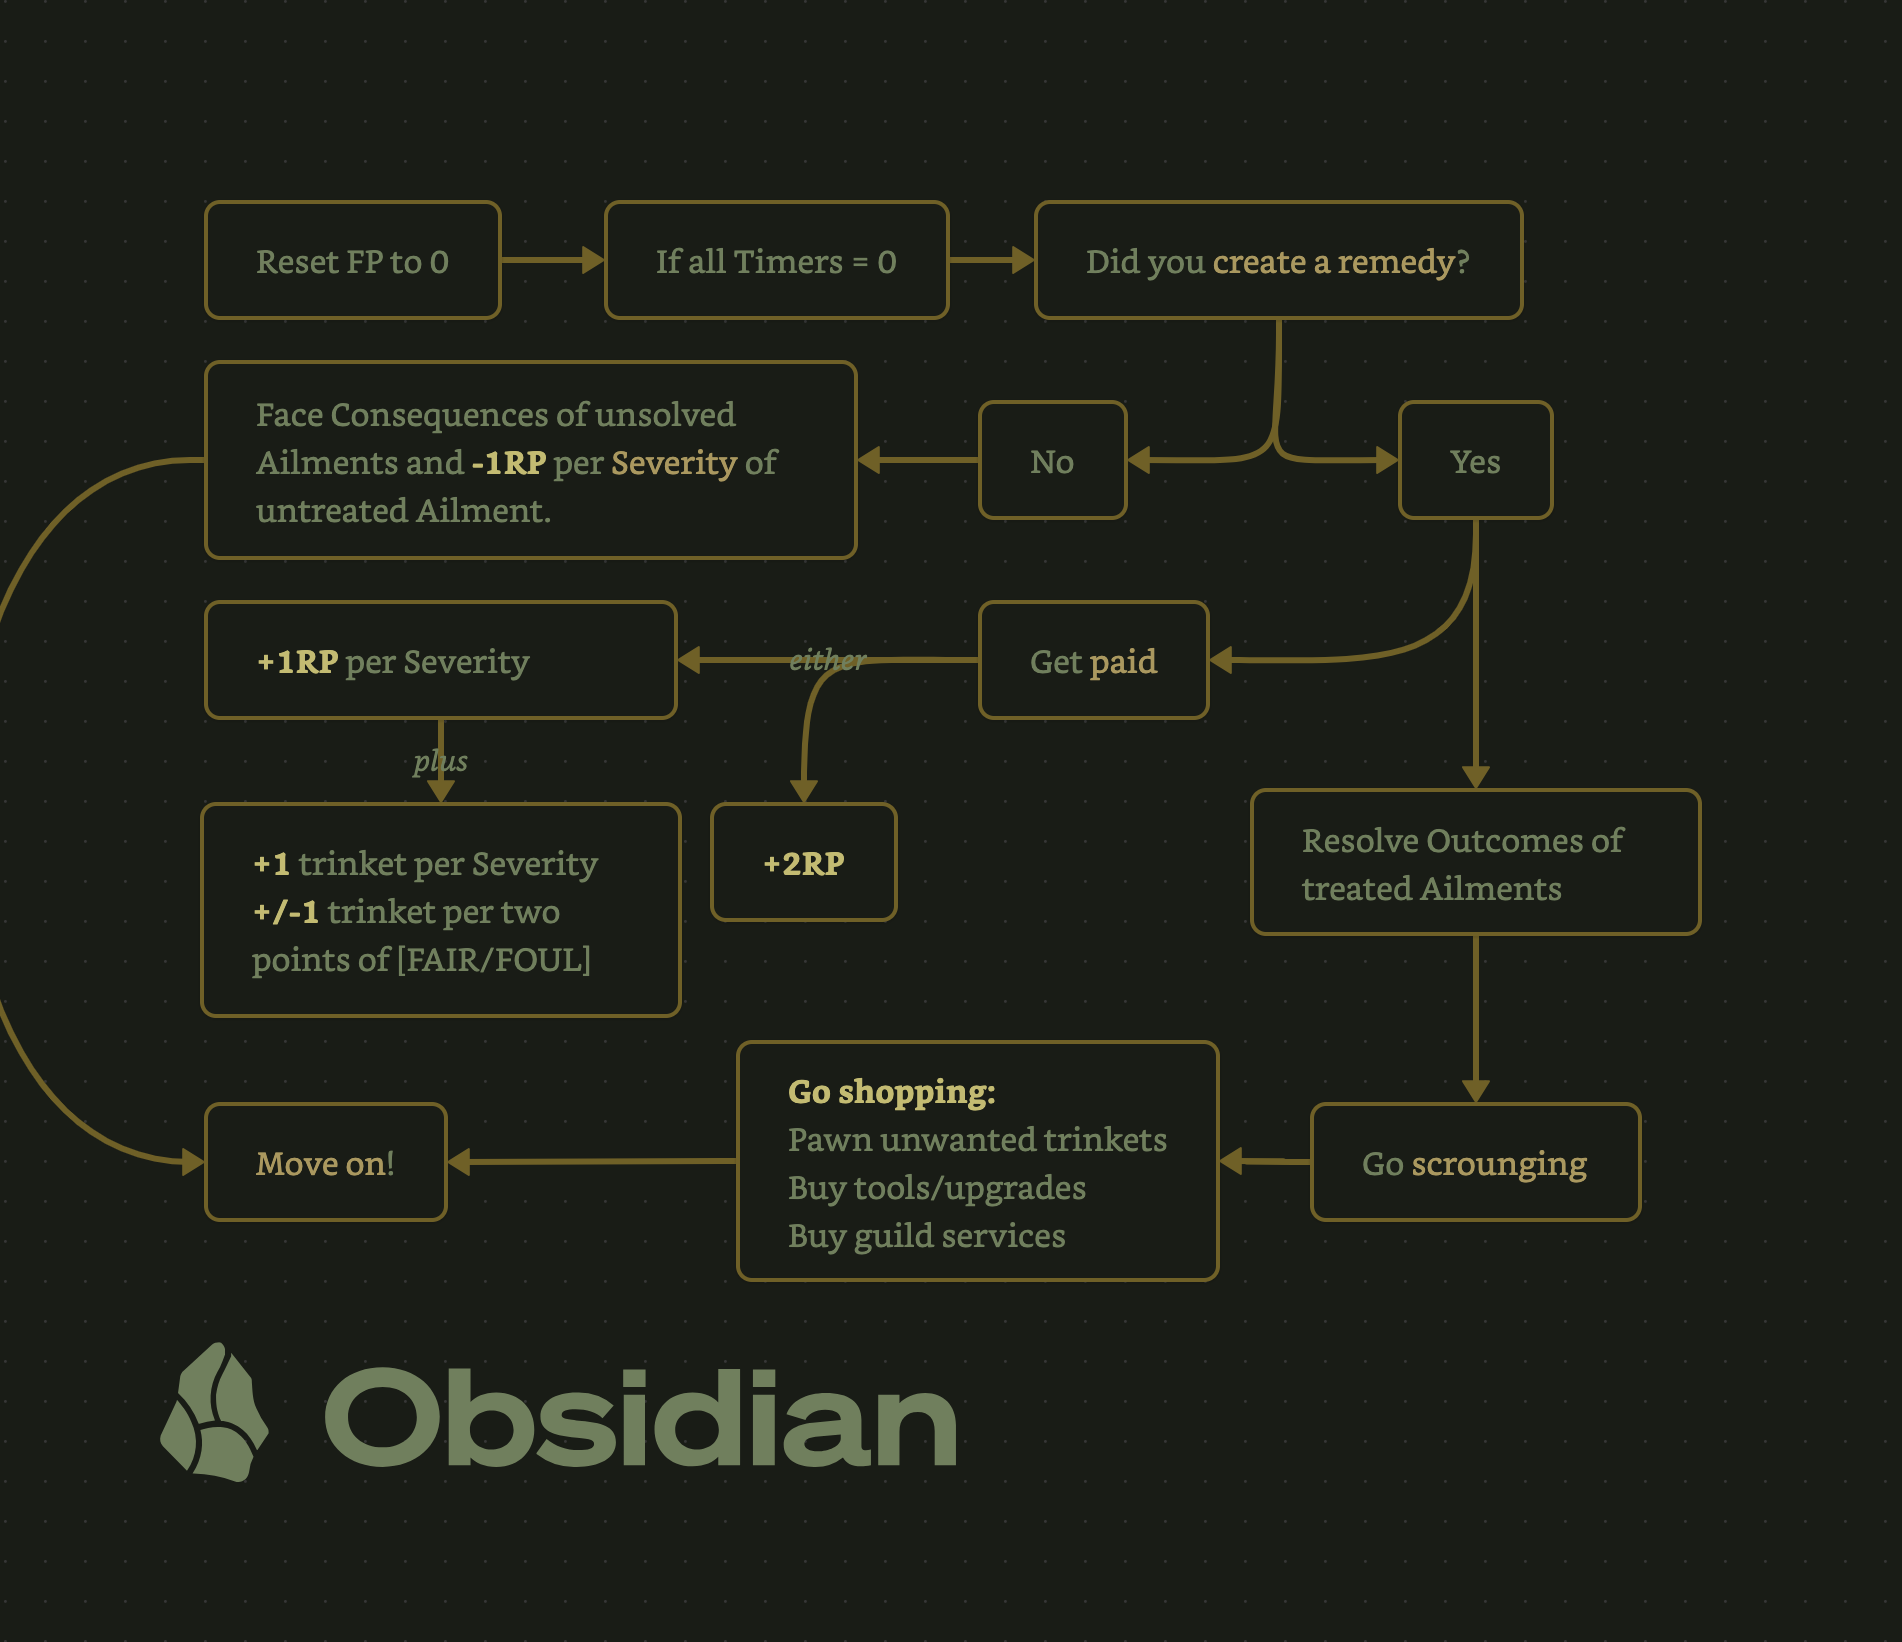 Reset FP to 0
If all Timers = 0
Did you create a remedy?
Face Consequences of unsolved
Ailments and -1RP per Severity of
untreated Ailment.
No
Yes
+1RP per Severity
either
Get paid
plus
+1 trinket per Severity
+/-1 trinket per two
points of [FAIR/FOUL]
+2RP
Resolve Outcomes of
treated Ailments
Move on!
Go shopping:
Pawn unwanted trinkets
Buy tools/upgrades
Buy guild services
Go scrounging
Obsidian